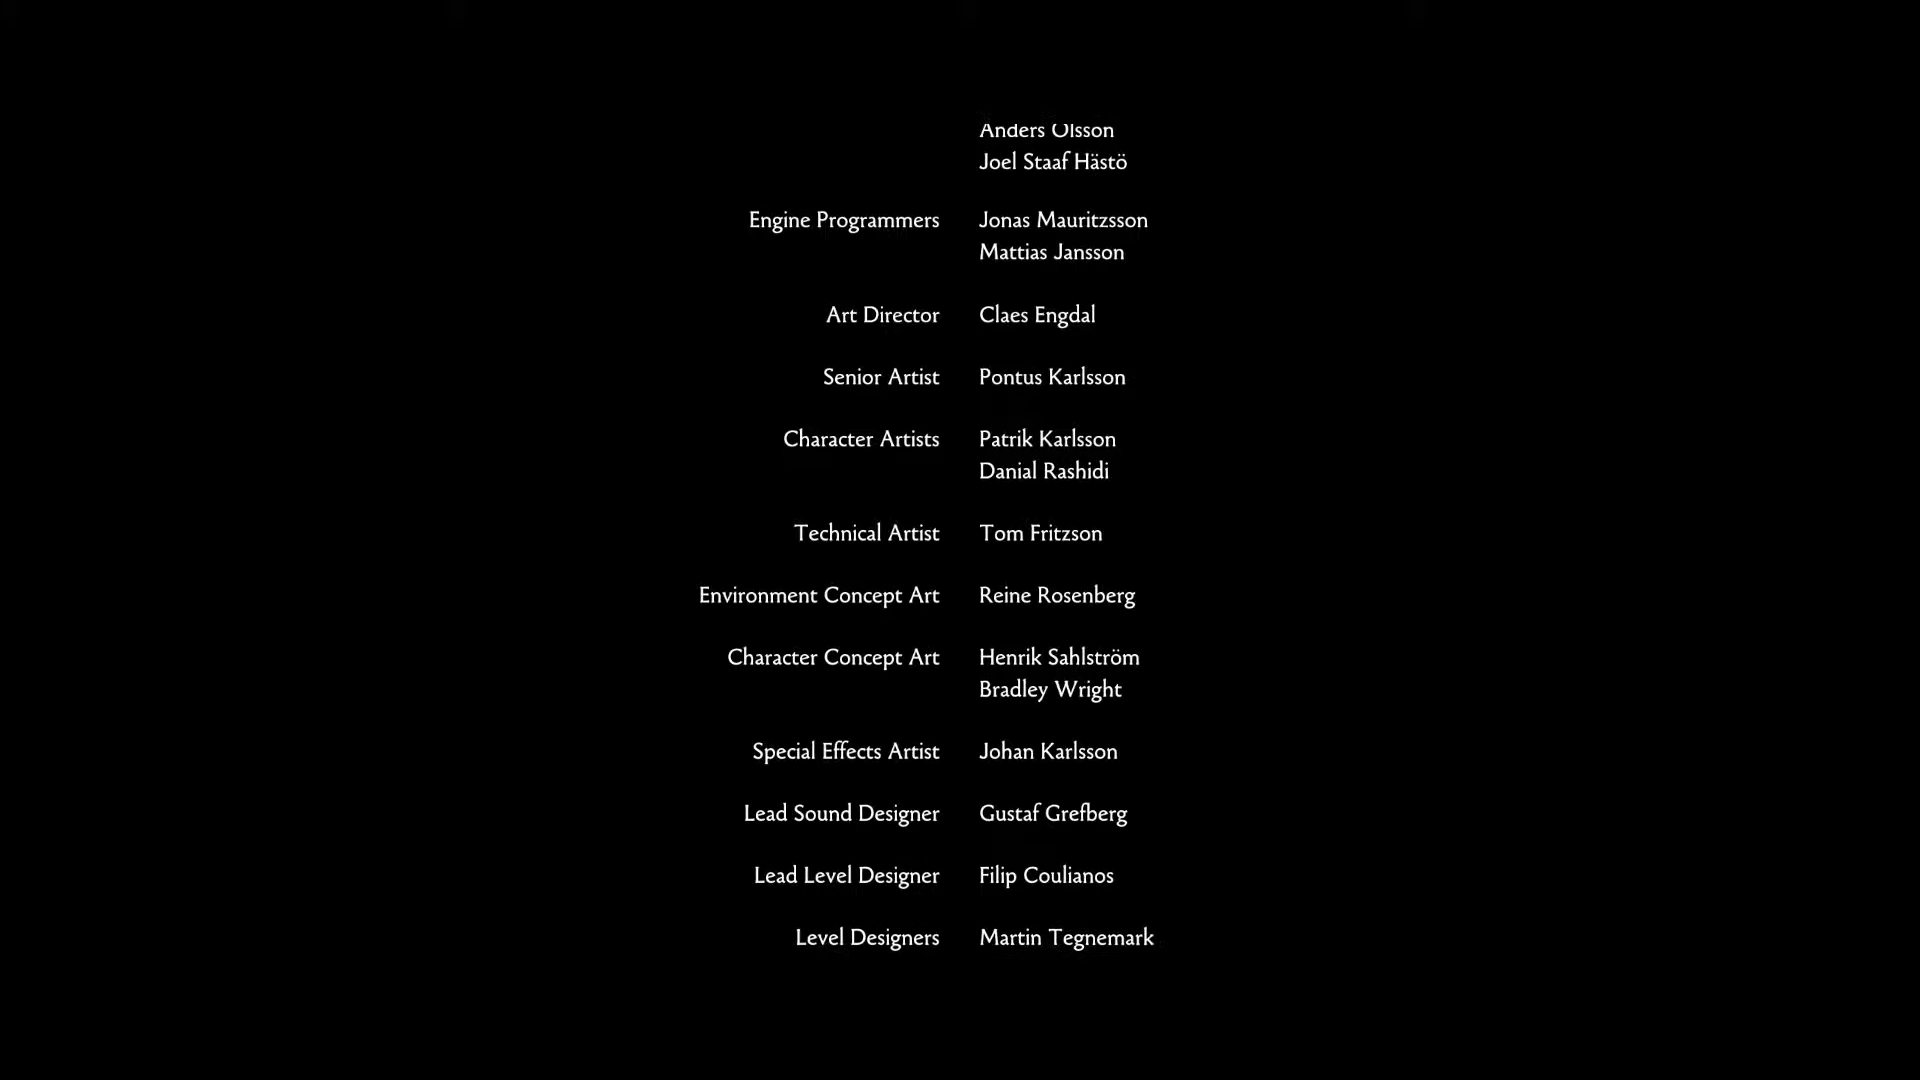 Anders Olsson
Joel Staaf Hästö
Engine Programmers Jonas Mauritzsson
Mattias Jansson
Art Director Claes Engdal
Senior Artist Pontus Karlsson
Character Artists Patrik Karlsson
Danial Rashidi
Technical Artist Tom Fritzson
Environment Concept Art Reine Rosenberg
Character Concept Art Henrik Sahlström
Bradley Wright
Special Effects Artist Johan Karlsson
Lead Sound Designer Gustaf Grefberg
Lead Level Designer Filip Coulianos
Level Designers Martin Tegnemark